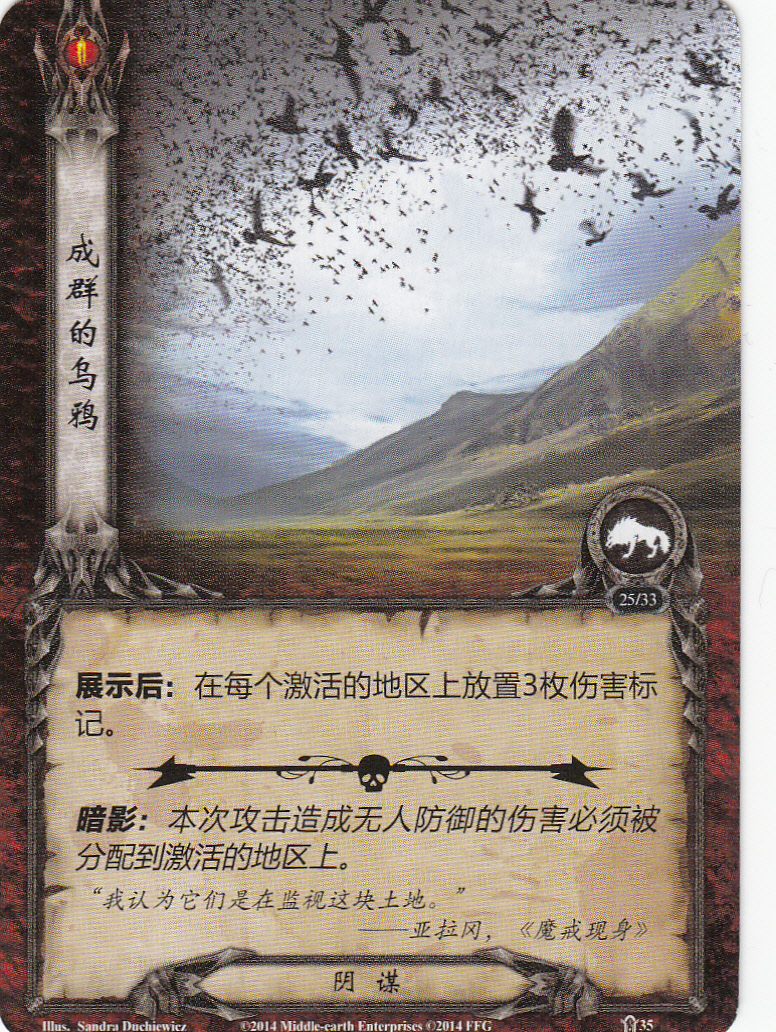 成群的乌鸦
25/33
展示后：在每个激活的地区上放置3枚伤害标
记。
暗影：本次攻击造成无人防御的伤害必须被
分配到激活的地区上。
“我认为它们是在监视这块土地。”
——亚拉冈，《魔戒现身》
阴 谋
Illus. Sandra Duchiewicz ©2014 Middle-earth Enterprises ©2014 FFG 35